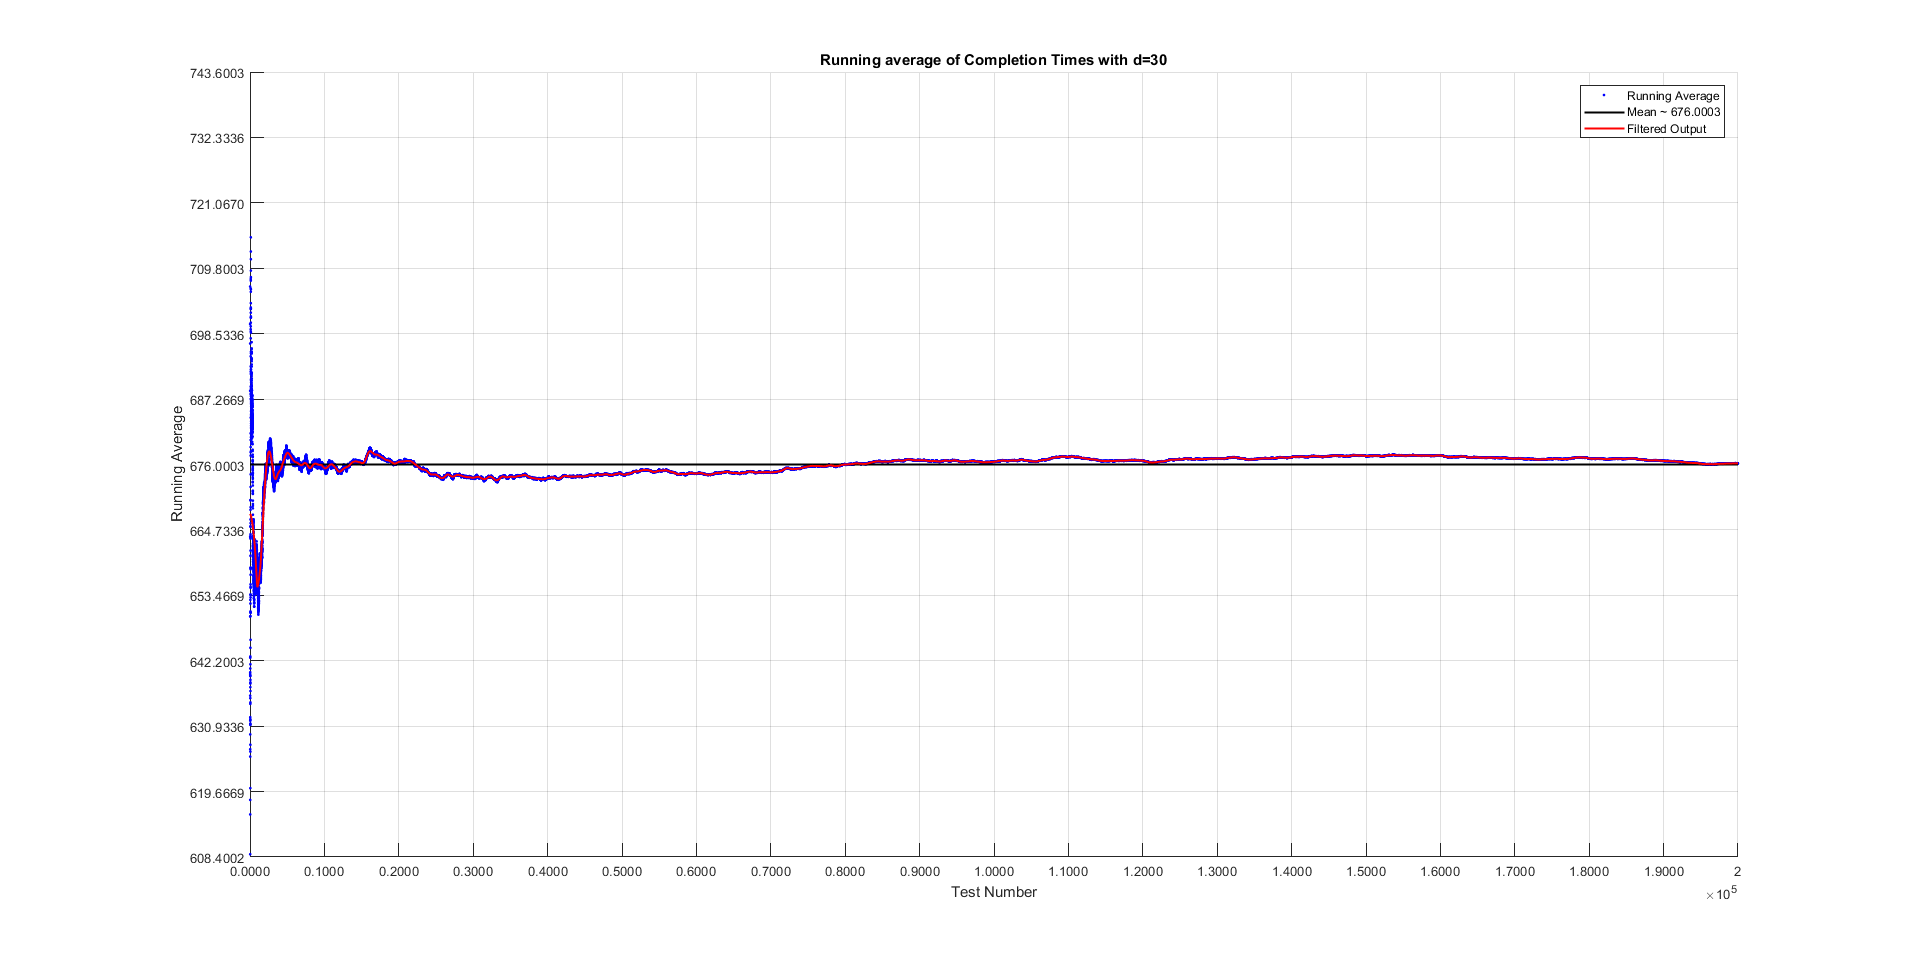 Running average of Completion Times with d=30
Running Average
Mean ~ 676.0003
Filtered Output
743.6003
732.3336
721.0670
709.8003
698.5336
687.2669
676.0003
664.7336
653.4669
642.2003
630.9336
619.6669
608.4002
Running Average
0.0000 0.1000 0.2000 0.3000 0.4000 0.5000 0.6000 0.7000 0.8000 0.9000 1.0000 1.1000 1.2000 1.3000 1.4000 1.5000 1.6000 1.7000 1.8000 1.9000 2
×10⁵
Test Number